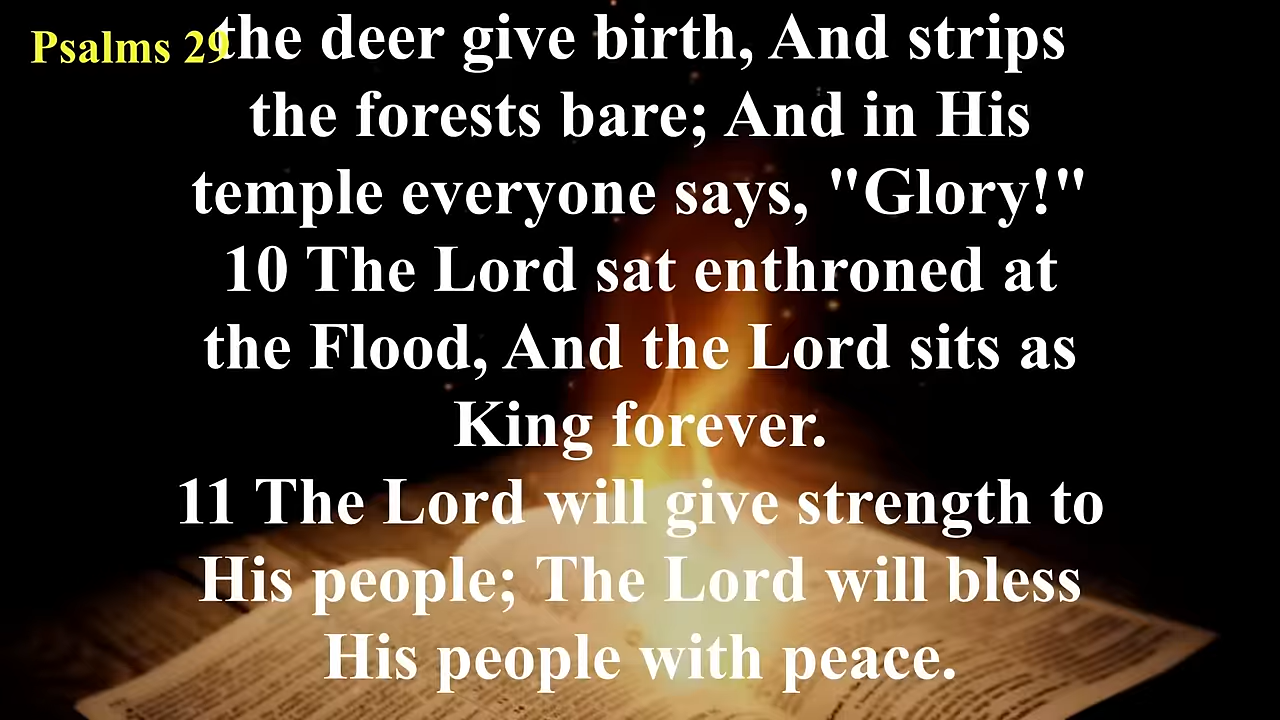 Psalms 29
the deer give birth, And strips
the forests bare; And in His
temple everyone says, "Glory!"
10 The Lord sat enthroned at
the Flood, And the Lord sits as
King forever.
11 The Lord will give strength to
His people; The Lord will bless
His people with peace.